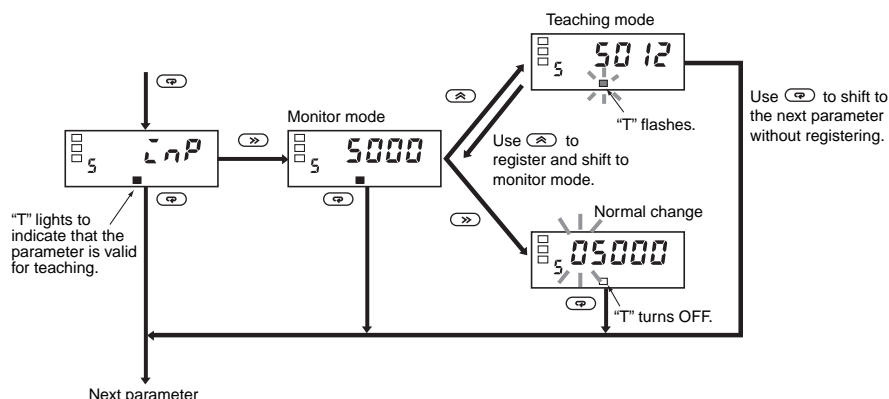 Teaching mode
S 5012
"T" flashes.
Use to shift to
the next parameter
without registering.
Monitor mode
S inP
S 5000
Use to
register and shift to
monitor mode.
"T" lights to
indicate that the
parameter is valid
for teaching.
Normal change
S 05000
"T" turns OFF.
Next parameter